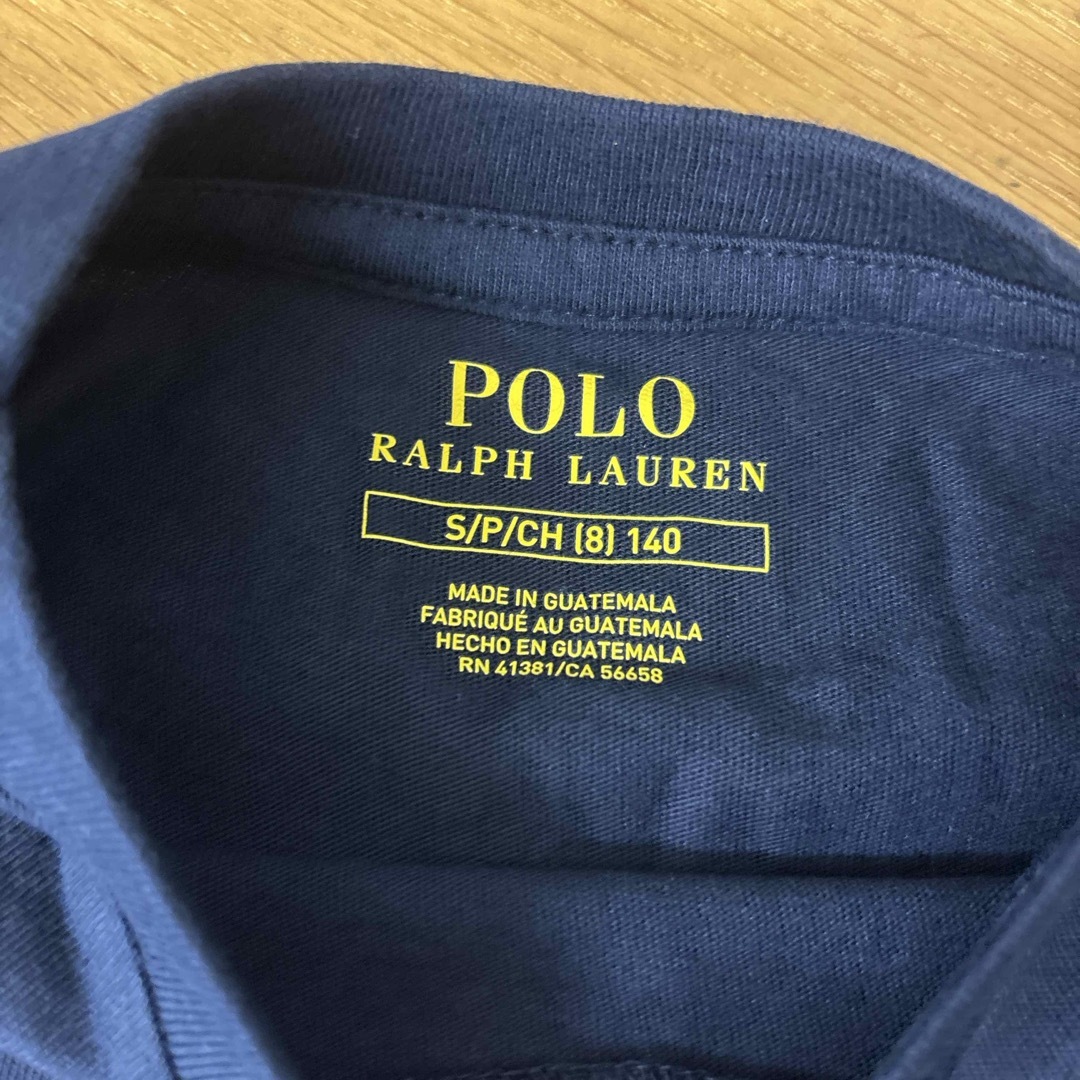 POLO
RALPH LAUREN
S/P/CH (8) 140
MADE IN GUATEMALA
FABRIQUÉ AU GUATEMALA
HECHO EN GUATEMALA
RN 41381/CA 56658